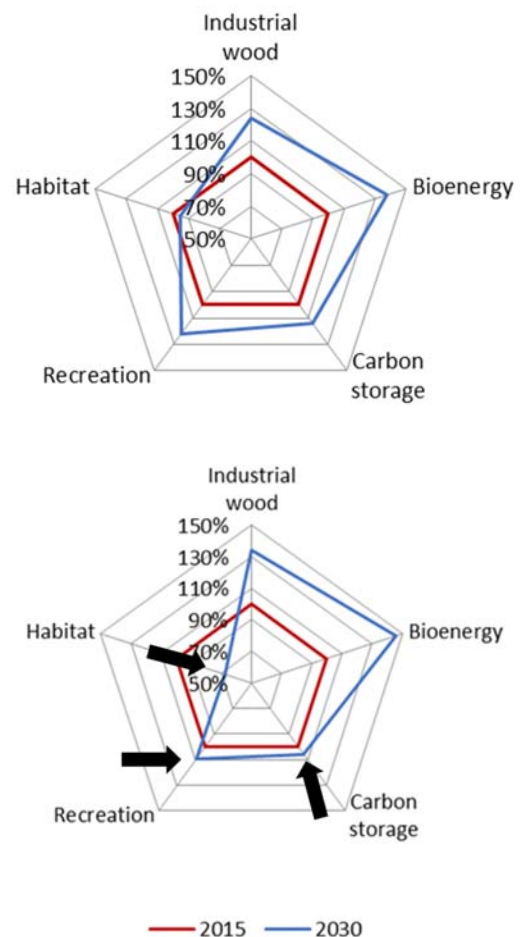 Industrial
wood
150%
130%
110%
90%
70%
50%
Habitat
Bioenergy
Recreation
Carbon
storage
Industrial
wood
150%
130%
110%
90%
70%
50%
Habitat
Bioenergy
Recreation
Carbon
storage
2015 2030